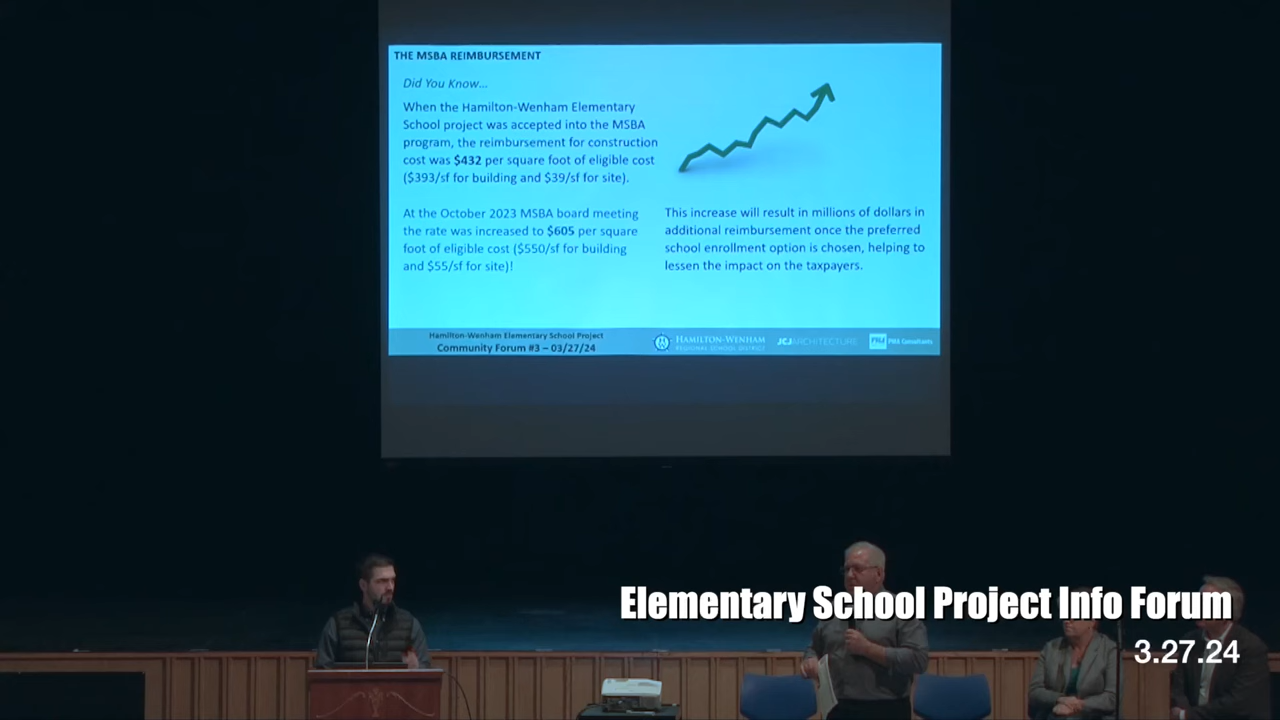 THE MSBA REIMBURSEMENT
Did You Know...
When the Hamilton-Wenham Elementary
School project was accepted into the MSBA
program, the reimbursement for construction
cost was $432 per square foot of eligible cost
($393/sf for building and $39/sf for site).
At the October 2023 MSBA board meeting
the rate was increased to $605 per square
foot of eligible cost ($550/sf for building
and $55/sf for site)!
This increase will result in millions of dollars in
additional reimbursement once the preferred
school enrollment option is chosen, helping to
lessen the impact on the taxpayers.
Hamilton-Wenham Elementary School Project
Community Forum #3 – 03/27/24
HAMILTON-WENHAM
REGIONAL SCHOOL DISTRICT
JCJARCHITECTURE
PMA
PMA Consultants
Elementary School Project Info Forum
3.27.24